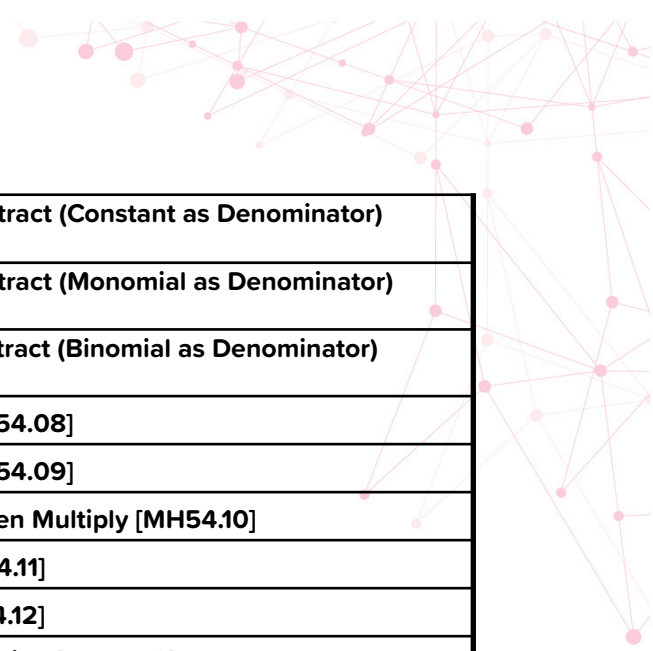 tract (Constant as Denominator)
tract (Monomial as Denominator)
tract (Binomial as Denominator)
54.08]
54.09]
en Multiply [MH54.10]
4.11]
4.12]